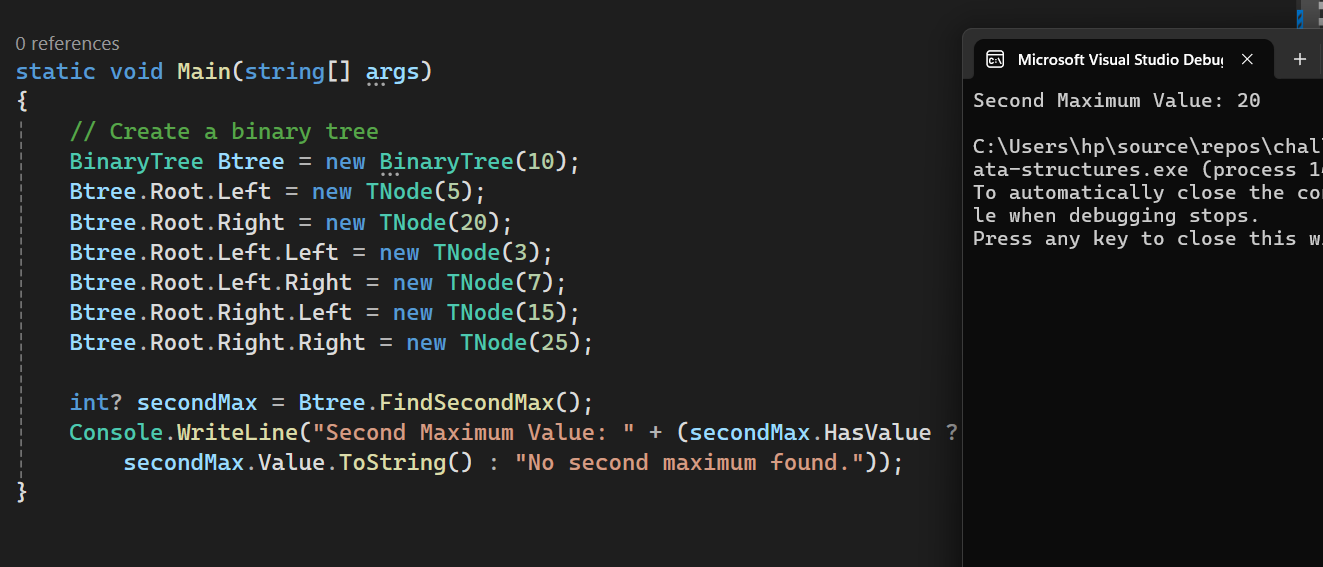 0 references
static void Main(string[] args)
{
// Create a binary tree
BinaryTree Btree = new BinaryTree(10);
Btree.Root.Left = new TNode(5);
Btree.Root.Right = new TNode(20);
Btree.Root.Left.Left = new TNode(3);
Btree.Root.Left.Right = new TNode(7);
Btree.Root.Right.Left = new TNode(15);
Btree.Root.Right.Right = new TNode(25);
int? secondMax = Btree.FindSecondMax();
Console.WriteLine("Second Maximum Value: " + (secondMax.HasValue ?
secondMax.Value.ToString() : "No second maximum found."));
}
Microsoft Visual Studio Debu
Second Maximum Value: 20
C:\Users\hp\source\repos\chal
ata-structures.exe (process 1
To automatically close the co
le when debugging stops.
Press any key to close this w